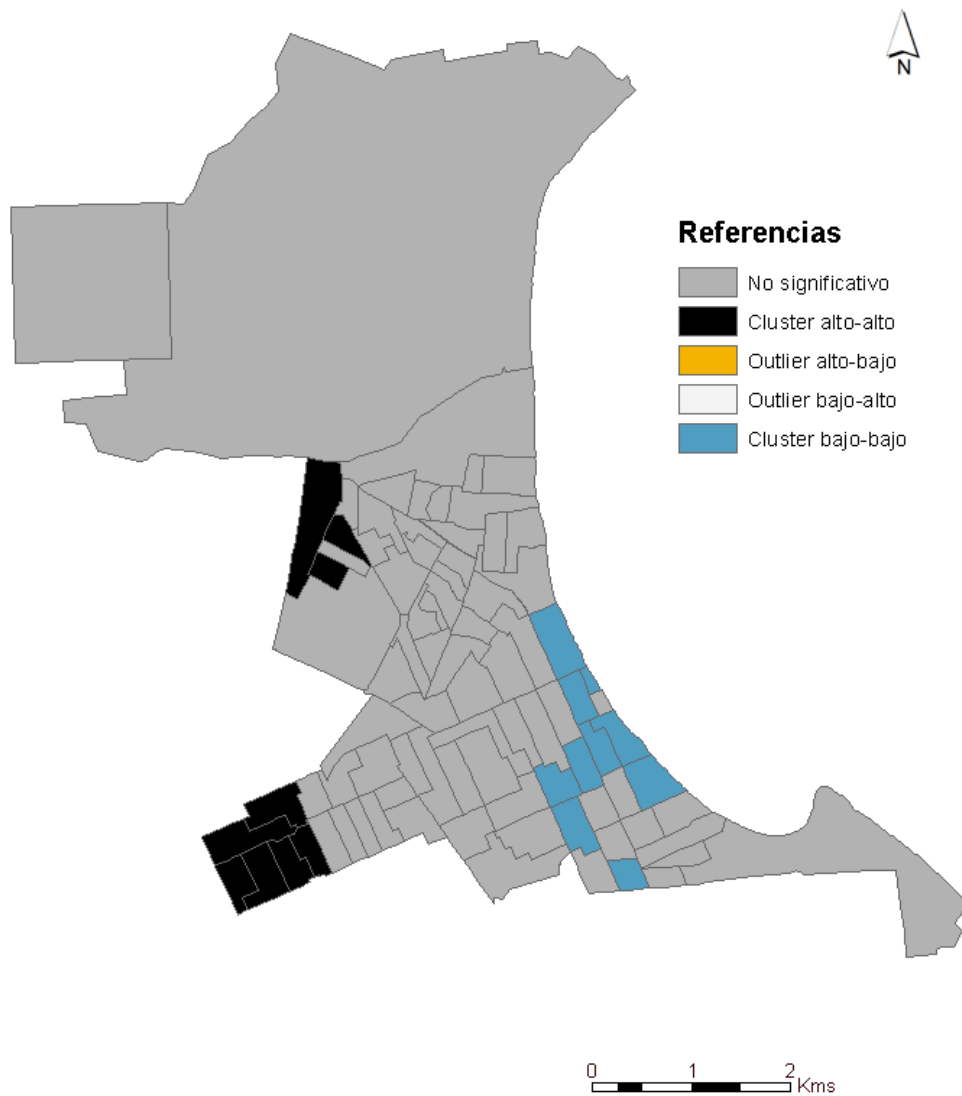 N
Referencias
No significativo
Cluster alto-alto
Outlier alto-bajo
Outlier bajo-alto
Cluster bajo-bajo
0 1 2
Kms